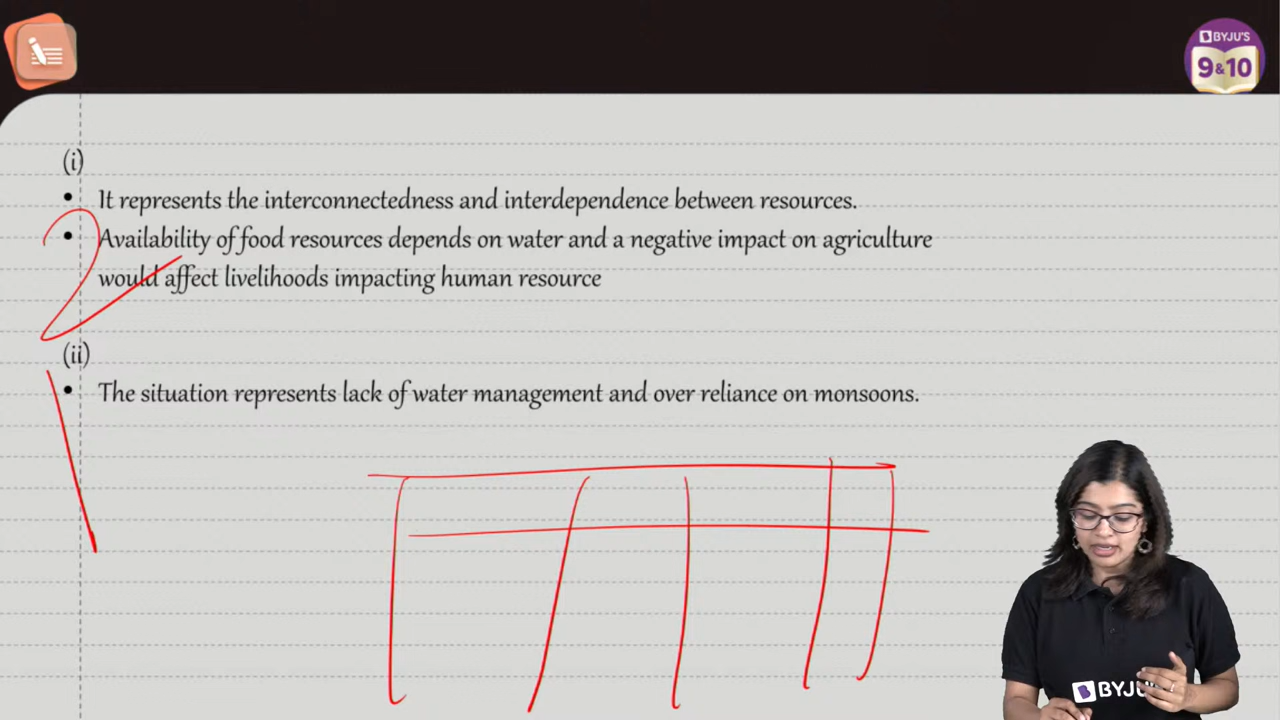 BYJU'S
9&10
(i)
• It represents the interconnectedness and interdependence between resources.
• Availability of food resources depends on water and a negative impact on agriculture
would affect livelihoods impacting human resource
2
(ii)
• The situation represents lack of water management and over reliance on monsoons.
BYJU'S